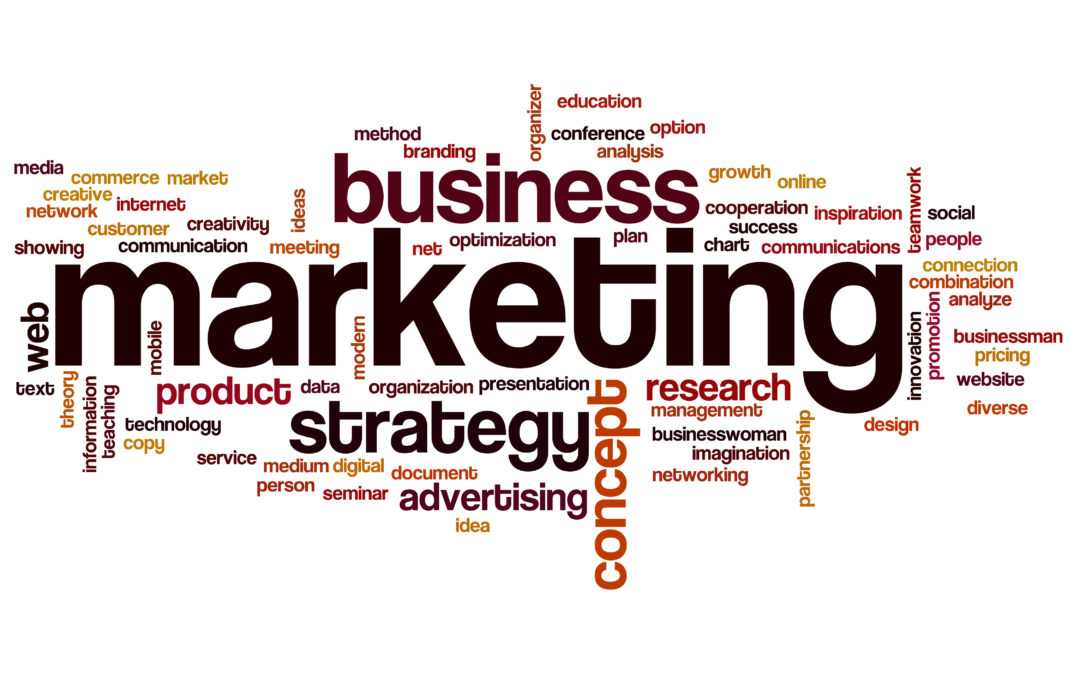 organizer
education
method
conference
option
branding
analysis
media
commerce
market
business
growth
online
creative
network
internet
ideas
teamwork
cooperation
inspiration
social
customer
creativity
success
showing
communication
meeting
net
optimization
plan
chart
communications
people
marketing
connection
combination
analyze
web
mobile
modern
innovation
promotion
businessman
pricing
text
theory
information
teaching
product
data
organization
presentation
concept
research
website
technology
copy
strategy
management
partnership
diverse
design
businesswoman
imagination
service
medium
digital
document
networking
person
seminar
advertising
idea